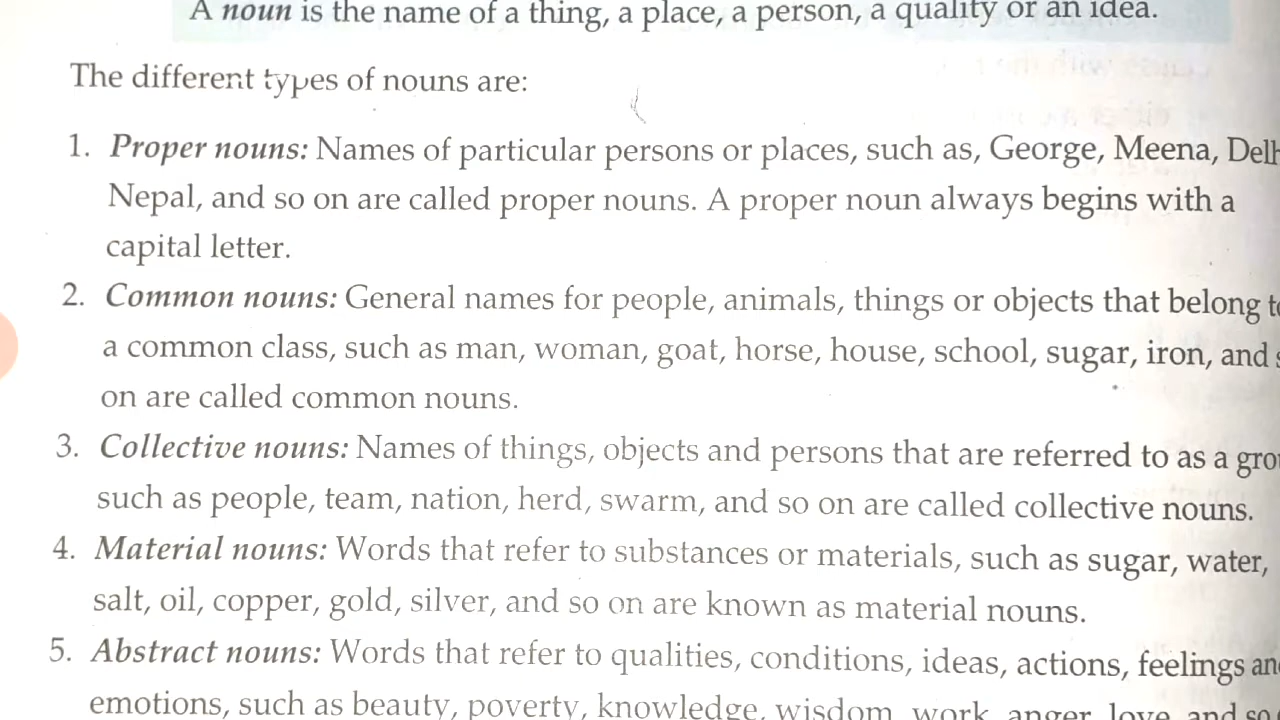 A noun is the name of a thing, a place, a person, a quality or an idea.
The different types of nouns are:
1. Proper nouns: Names of particular persons or places, such as, George, Meena,
Nepal, and so on are called proper nouns. A proper noun always begins with a
capital letter.
2. Common nouns: General names for people, animals, things or objects that belong
a common class, such as man, woman, goat, horse, house, school, sugar, iron, and
on are called common nouns.
3. Collective nouns: Names of things, objects and persons that are referred to as a
such as people, team, nation, herd, swarm, and so on are called collective nouns.
4. Material nouns: Words that refer to substances or materials, such as sugar, water,
salt, oil, copper, gold, silver, and so on are known as material nouns.
5. Abstract nouns: Words that refer to qualities, conditions, ideas, actions, feelings
emotions, such as beauty, poverty, knowledge, wisdom, work, anger, love, and so